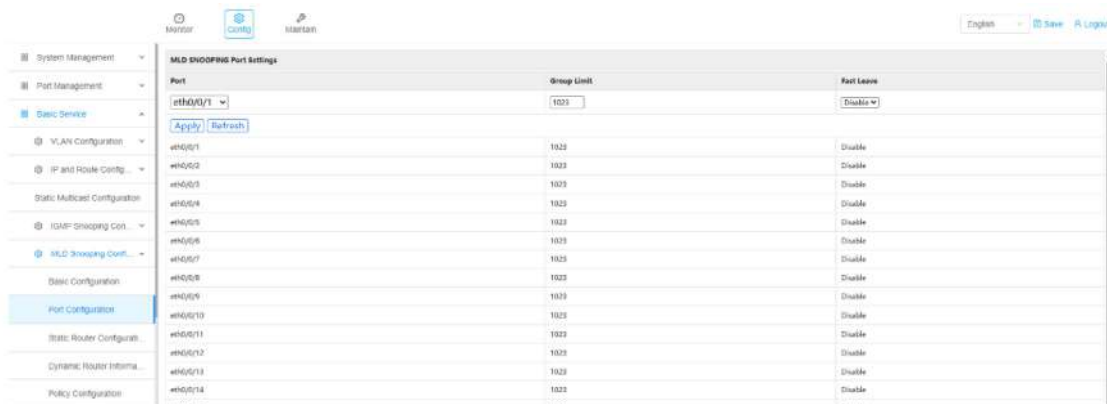 Monitor Config Maintain English Save Logou
System Management
Port Management
Basic Service
VLAN Configuration
IP and Route Config...
Static Multicast Configuration
IGMP Snooping Con...
MLD Snooping Confi...
Basic Configuration
Port Configuration
Static Router Configurati...
Dynamic Router Informa...
Policy Configuration
MLD SNOOPING Port Settings
Port Group Limit Fast Leave
eth0/0/1 1023 Disable
Apply Refresh
eth0/0/1 1023 Disable
eth0/0/2 1023 Disable
eth0/0/3 1023 Disable
eth0/0/4 1023 Disable
eth0/0/5 1023 Disable
eth0/0/6 1023 Disable
eth0/0/7 1023 Disable
eth0/0/8 1023 Disable
eth0/0/9 1023 Disable
eth0/0/10 1023 Disable
eth0/0/11 1023 Disable
eth0/0/12 1023 Disable
eth0/0/13 1023 Disable
eth0/0/14 1023 Disable